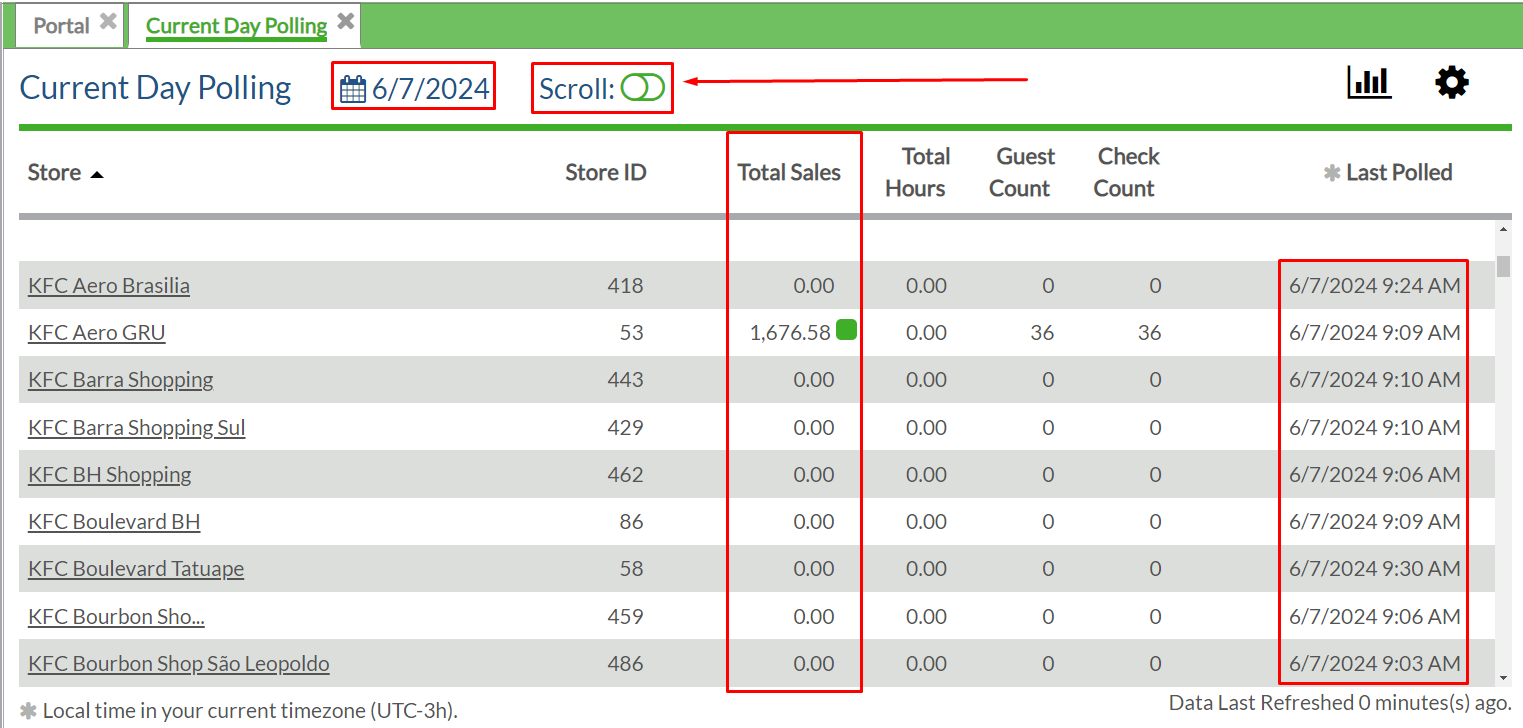 Portal
Current Day Polling
Current Day Polling 6/7/2024 Scroll:
Store Store ID Total Sales Total Hours Guest Count Check Count * Last Polled
KFC Aero Brasilia 418 0.00 0.00 0 0 6/7/2024 9:24 AM
KFC Aero GRU 53 1,676.58 0.00 36 36 6/7/2024 9:09 AM
KFC Barra Shopping 443 0.00 0.00 0 0 6/7/2024 9:10 AM
KFC Barra Shopping Sul 429 0.00 0.00 0 0 6/7/2024 9:10 AM
KFC BH Shopping 462 0.00 0.00 0 0 6/7/2024 9:06 AM
KFC Boulevard BH 86 0.00 0.00 0 0 6/7/2024 9:09 AM
KFC Boulevard Tatuape 58 0.00 0.00 0 0 6/7/2024 9:30 AM
KFC Bourbon Sho... 459 0.00 0.00 0 0 6/7/2024 9:06 AM
KFC Bourbon Shop São Leopoldo 486 0.00 0.00 0 0 6/7/2024 9:03 AM
* Local time in your current timezone (UTC-3h).
Data Last Refreshed 0 minutes(s) ago.